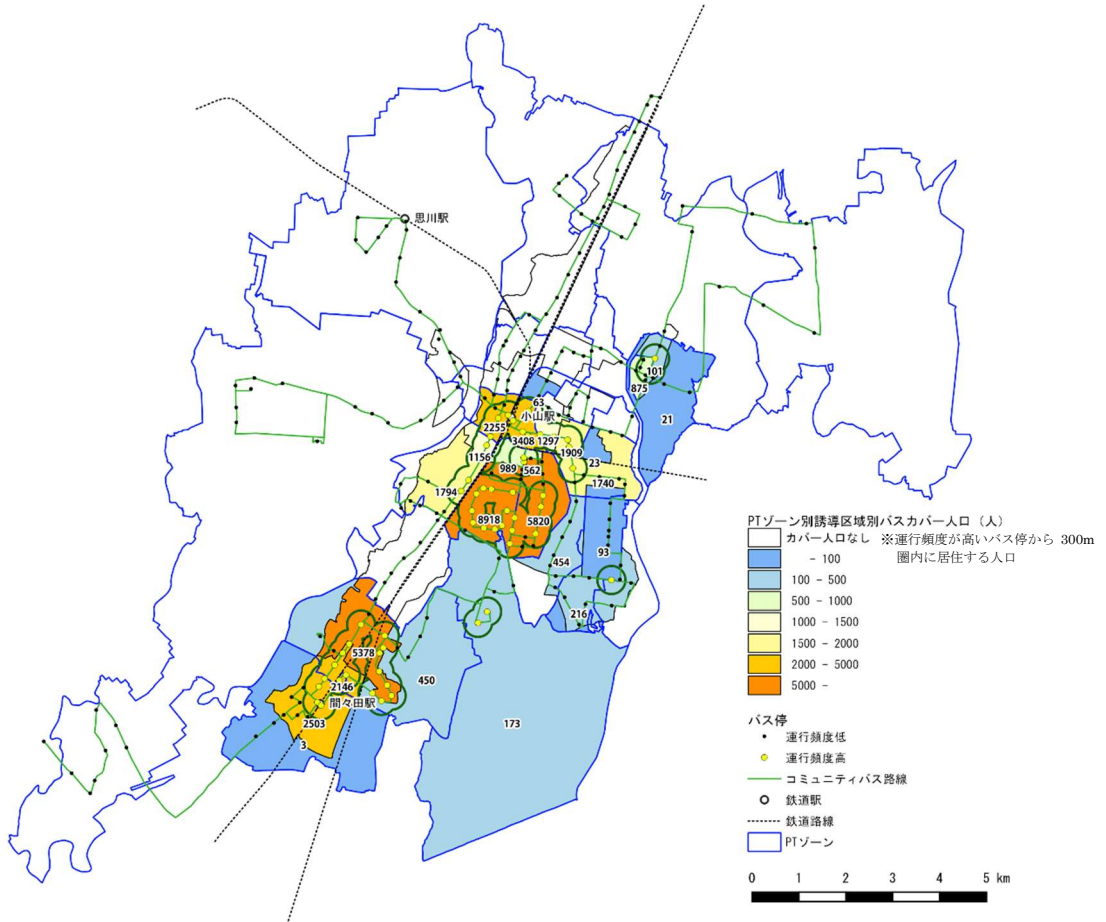 思川駅
101
875
21
63
小山駅
2255
3408
1297
1909
1156
989
562
23
1740
1794
8918
5820
454
93
216
5378
450
2146
間々田駅
2503
3
173
PTゾーン別誘導区域別バスカバー人口（人）
カバー人口なし ※運行頻度が高いバス停から 300m
圏内に居住する人口
- 100
100 - 500
500 - 1000
1000 - 1500
1500 - 2000
2000 - 5000
5000 -
バス停
運行頻度低
運行頻度高
コミュニティバス路線
鉄道駅
鉄道路線
PTゾーン
0 1 2 3 4 5 km